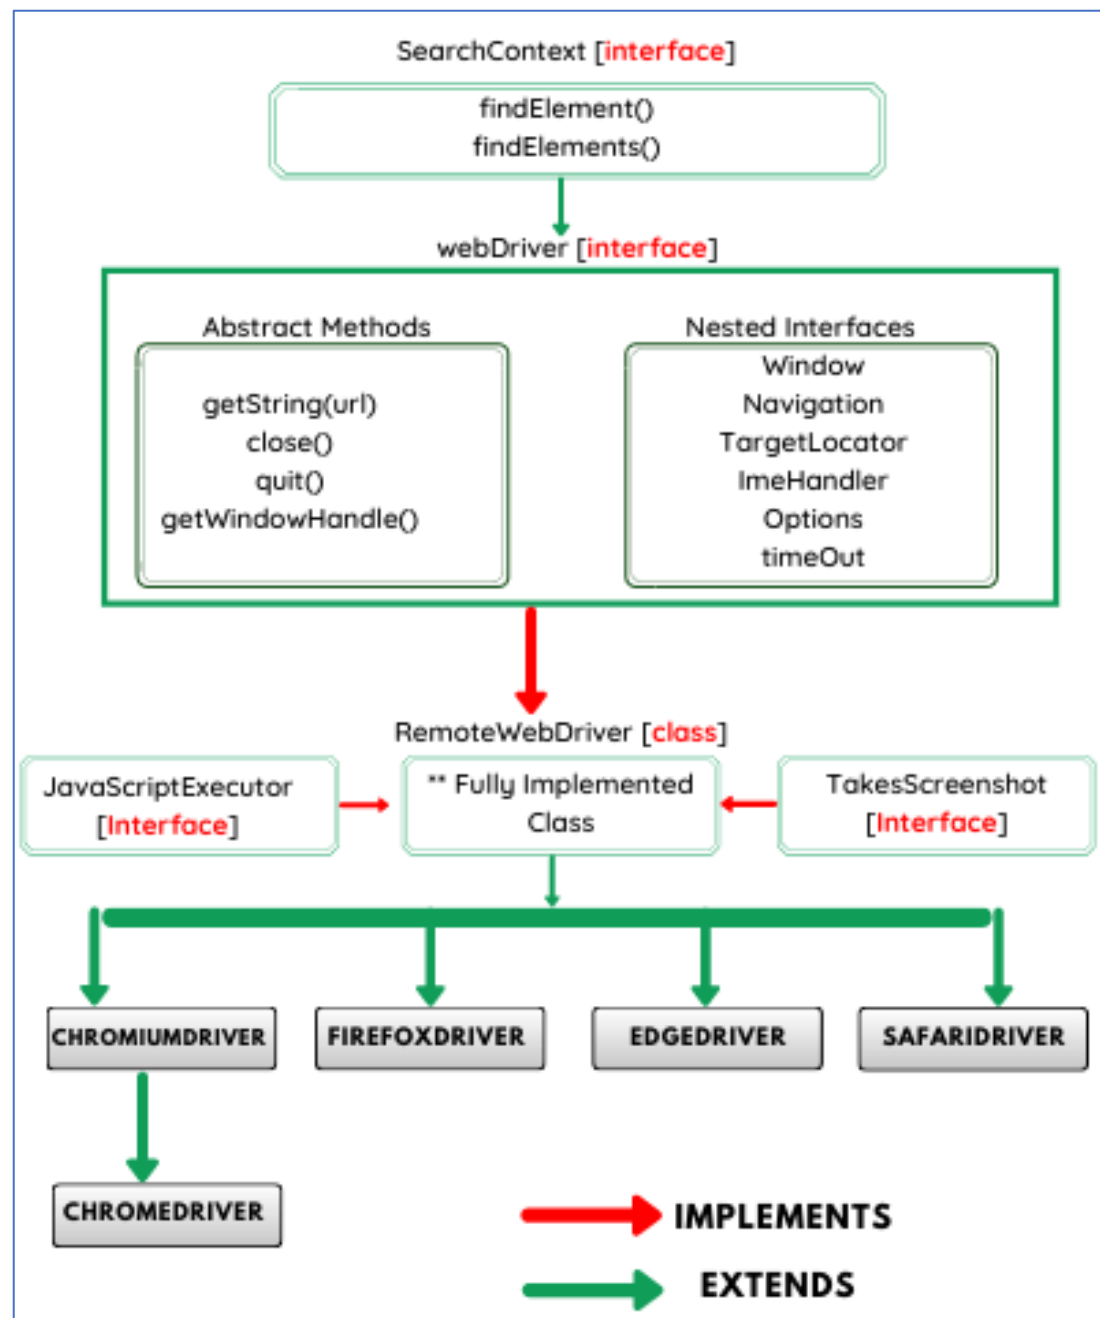 SearchContext [interface]
findElement()
findElements()
webDriver [interface]
Abstract Methods
getString(url)
close()
quit()
getWindowHandle()
Nested Interfaces
Window
Navigation
TargetLocator
ImeHandler
Options
timeOut
RemoteWebDriver [class]
JavaScriptExecutor
[Interface]
** Fully Implemented
Class
TakesScreenshot
[Interface]
CHROMIUMDRIVER
FIREFOXDRIVER
EDGEDRIVER
SAFARIDRIVER
CHROMEDRIVER
IMPLEMENTS
EXTENDS